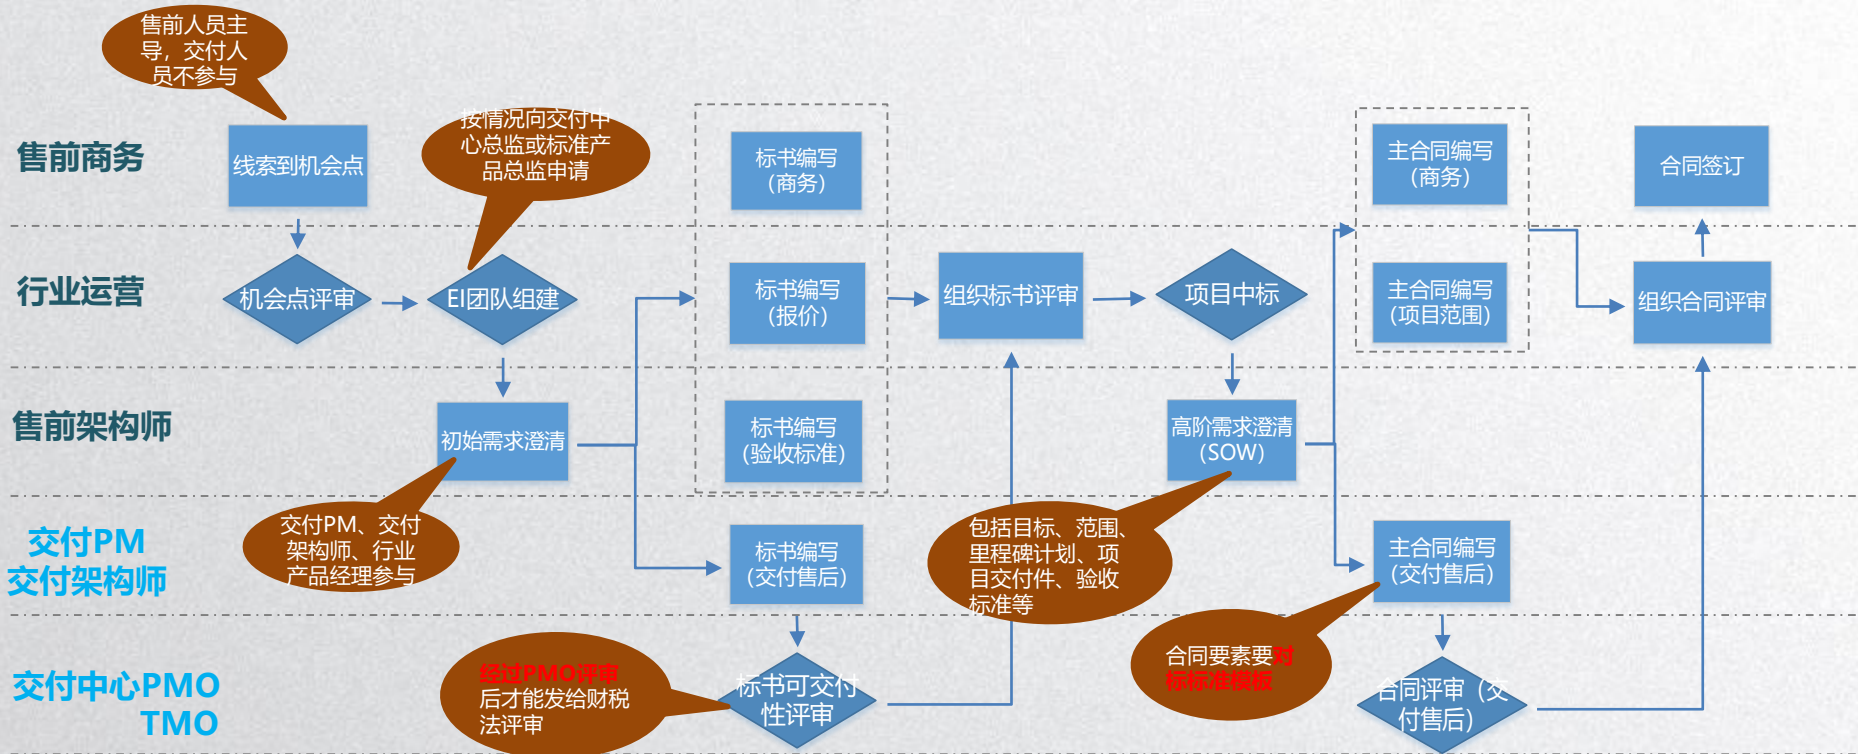 售前人员主
导，交付人
员不参与
按情况向交付中
心总监或标准产
品总监申请
售前商务
线索到机会点
标书编写
（商务）
主合同编写
（商务）
合同签订
行业运营
机会点评审
EI团队组建
标书编写
（报价）
组织标书评审
项目中标
主合同编写
（项目范围）
组织合同评审
售前架构师
初始需求澄清
标书编写
（验收标准）
高阶需求澄清
（SOW）
交付PM
交付架构师
交付PM、交付
架构师、行业
产品经理参与
标书编写
（交付售后）
包括目标、范围、
里程碑计划、项
目交付件、验收
标准等
主合同编写
（交付售后）
交付中心PMO
TMO
经过PMO评审
后才能发给财税
法评审
标书可交付
性评审
合同要素要对
标标准模板
合同评审（交
付售后）